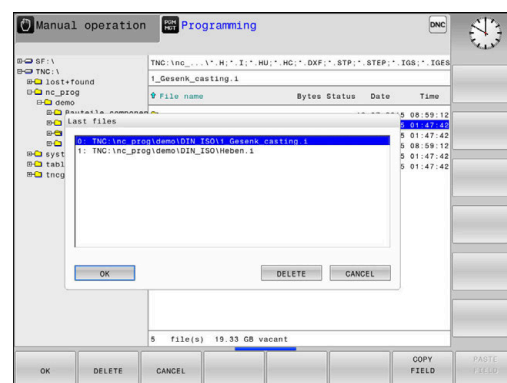 Manual operation
PGM MGT Programming
DNC
SF:\
TNC:\
lost+found
nc_prog
demo
syst
tabl
tncg
TNC:\nc_...\*.H;*.I;*.HU;*.HC;*.DXF;*.STP;*.STEP;*.IGS;*.IGES
1_Gesenk_casting.i
File name Bytes Status Date Time
5 08:59:12
5 01:47:42
5 01:47:42
5 08:59:12
5 01:47:42
5 01:47:42
Last files
0: TNC:\nc_prog\demo\DIN_ISO\1_Gesenk_casting.i
1: TNC:\nc_prog\demo\DIN_ISO\Heben.i
OK DELETE CANCEL
5 file(s) 19.33 GB vacant
OK DELETE CANCEL COPY FIELD PASTE FIELD